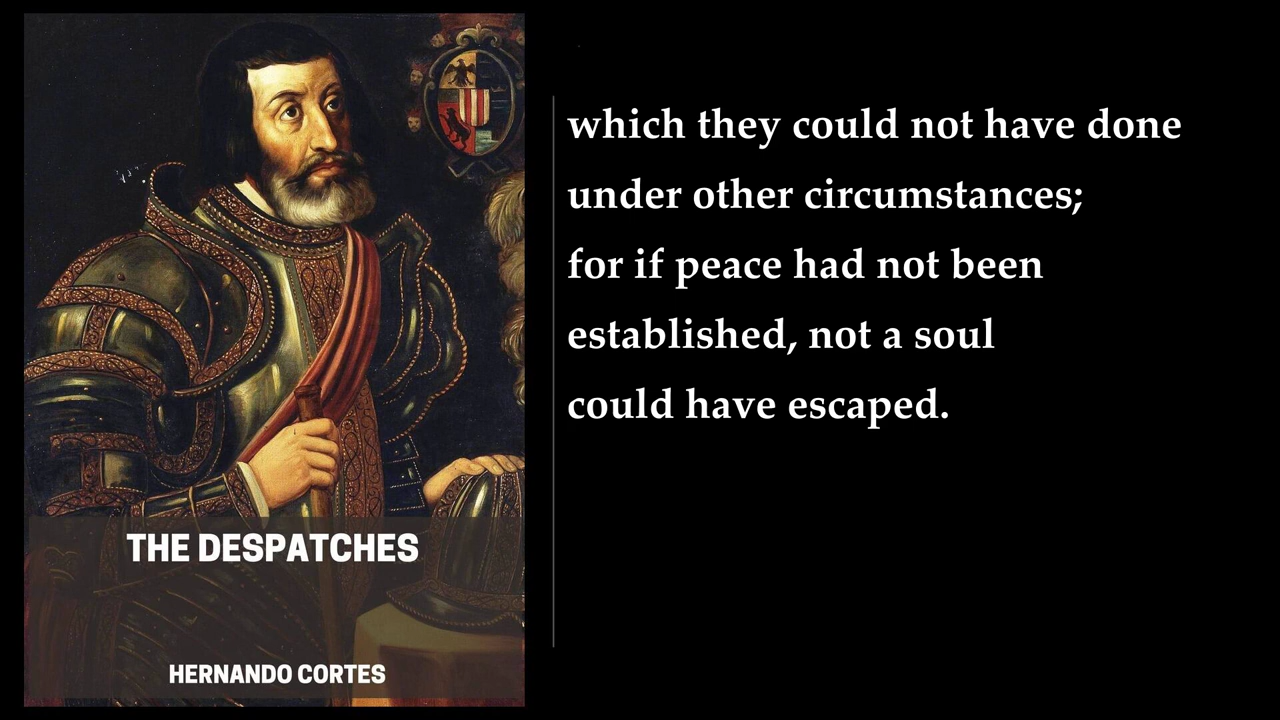 which they could not have done
under other circumstances;
for if peace had not been
established, not a soul
could have escaped.
THE DESPATCHES
HERNANDO CORTES